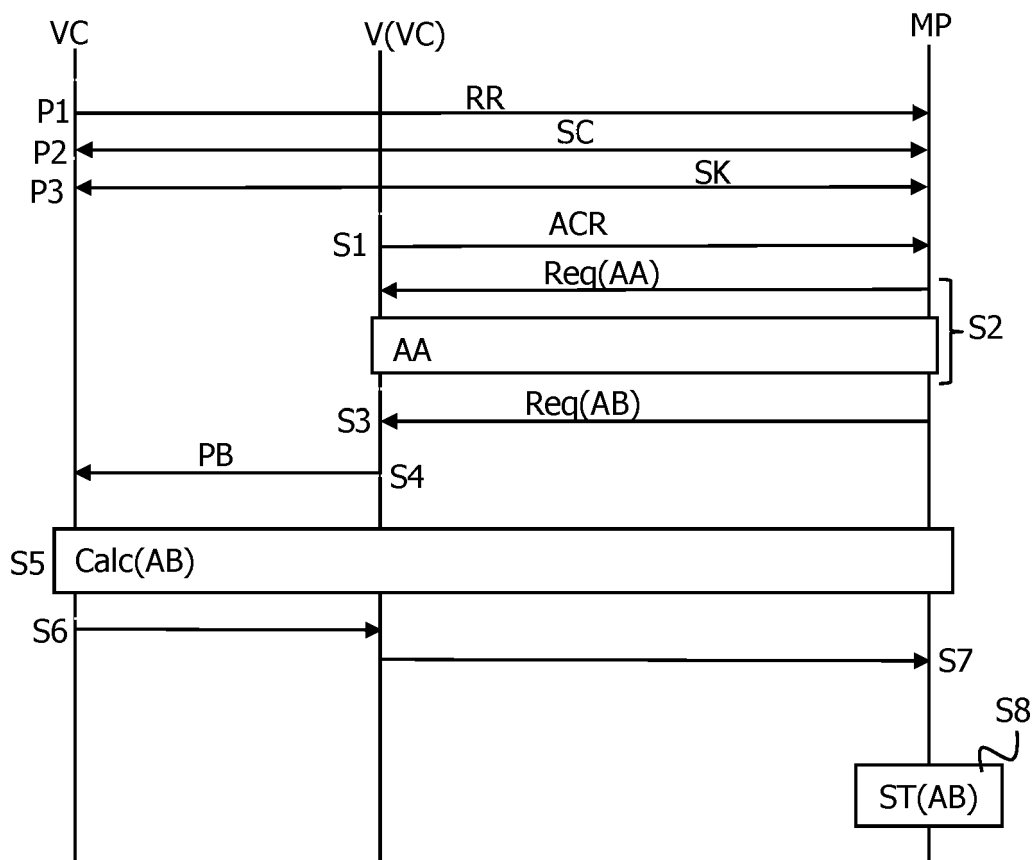 VC V(VC) MP
P1 RR
P2 SC
P3 SK
S1 ACR
Req(AA)
AA S2
S3 Req(AB)
PB S4
S5 Calc(AB)
S6
S7
S8
ST(AB)